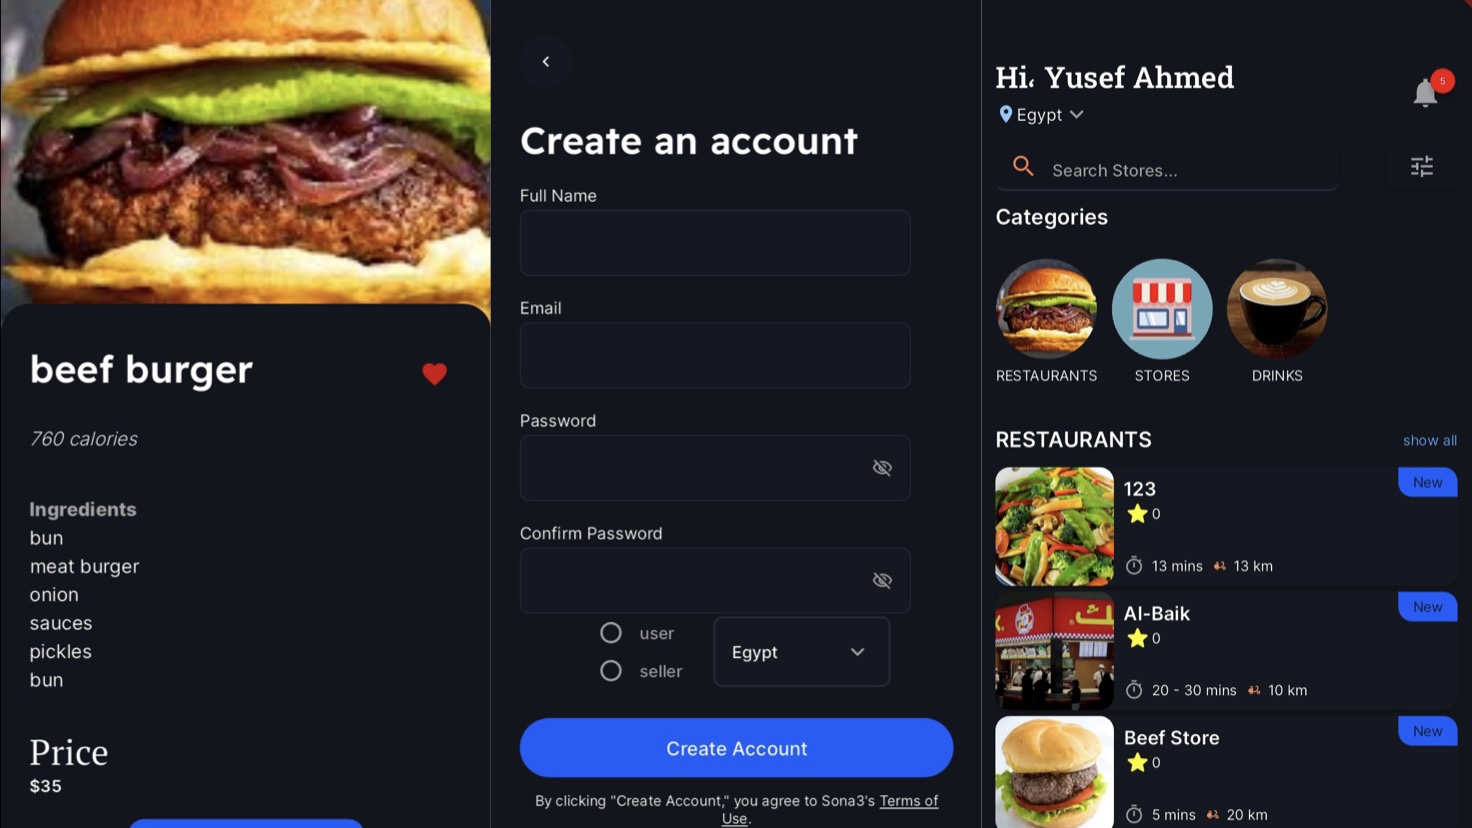 beef burger
760 calories
Ingredients
bun
meat burger
onion
sauces
pickles
bun
Price
$35
Create an account
Full Name
Email
Password
Confirm Password
user
seller
Egypt
Create Account
By clicking "Create Account," you agree to Sona3's Terms of
Use.
Hi، Yusef Ahmed
5
Egypt
Search Stores...
Categories
RESTAURANTS
STORES
DRINKS
RESTAURANTS
show all
123
New
0
13 mins
13 km
Al-Baik
New
0
20 - 30 mins
10 km
Beef Store
New
0
5 mins
20 km